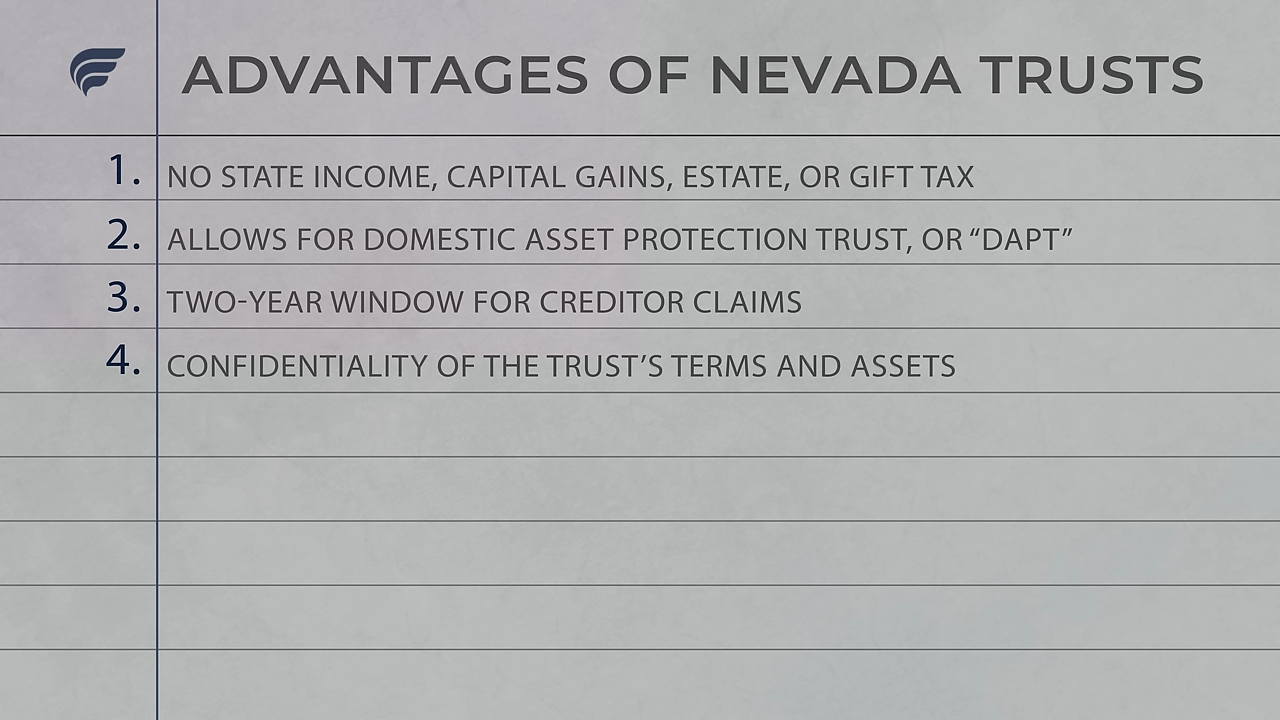 ADVANTAGES OF NEVADA TRUSTS
1. NO STATE INCOME, CAPITAL GAINS, ESTATE, OR GIFT TAX
2. ALLOWS FOR DOMESTIC ASSET PROTECTION TRUST, OR “DAPT”
3. TWO-YEAR WINDOW FOR CREDITOR CLAIMS
4. CONFIDENTIALITY OF THE TRUST’S TERMS AND ASSETS